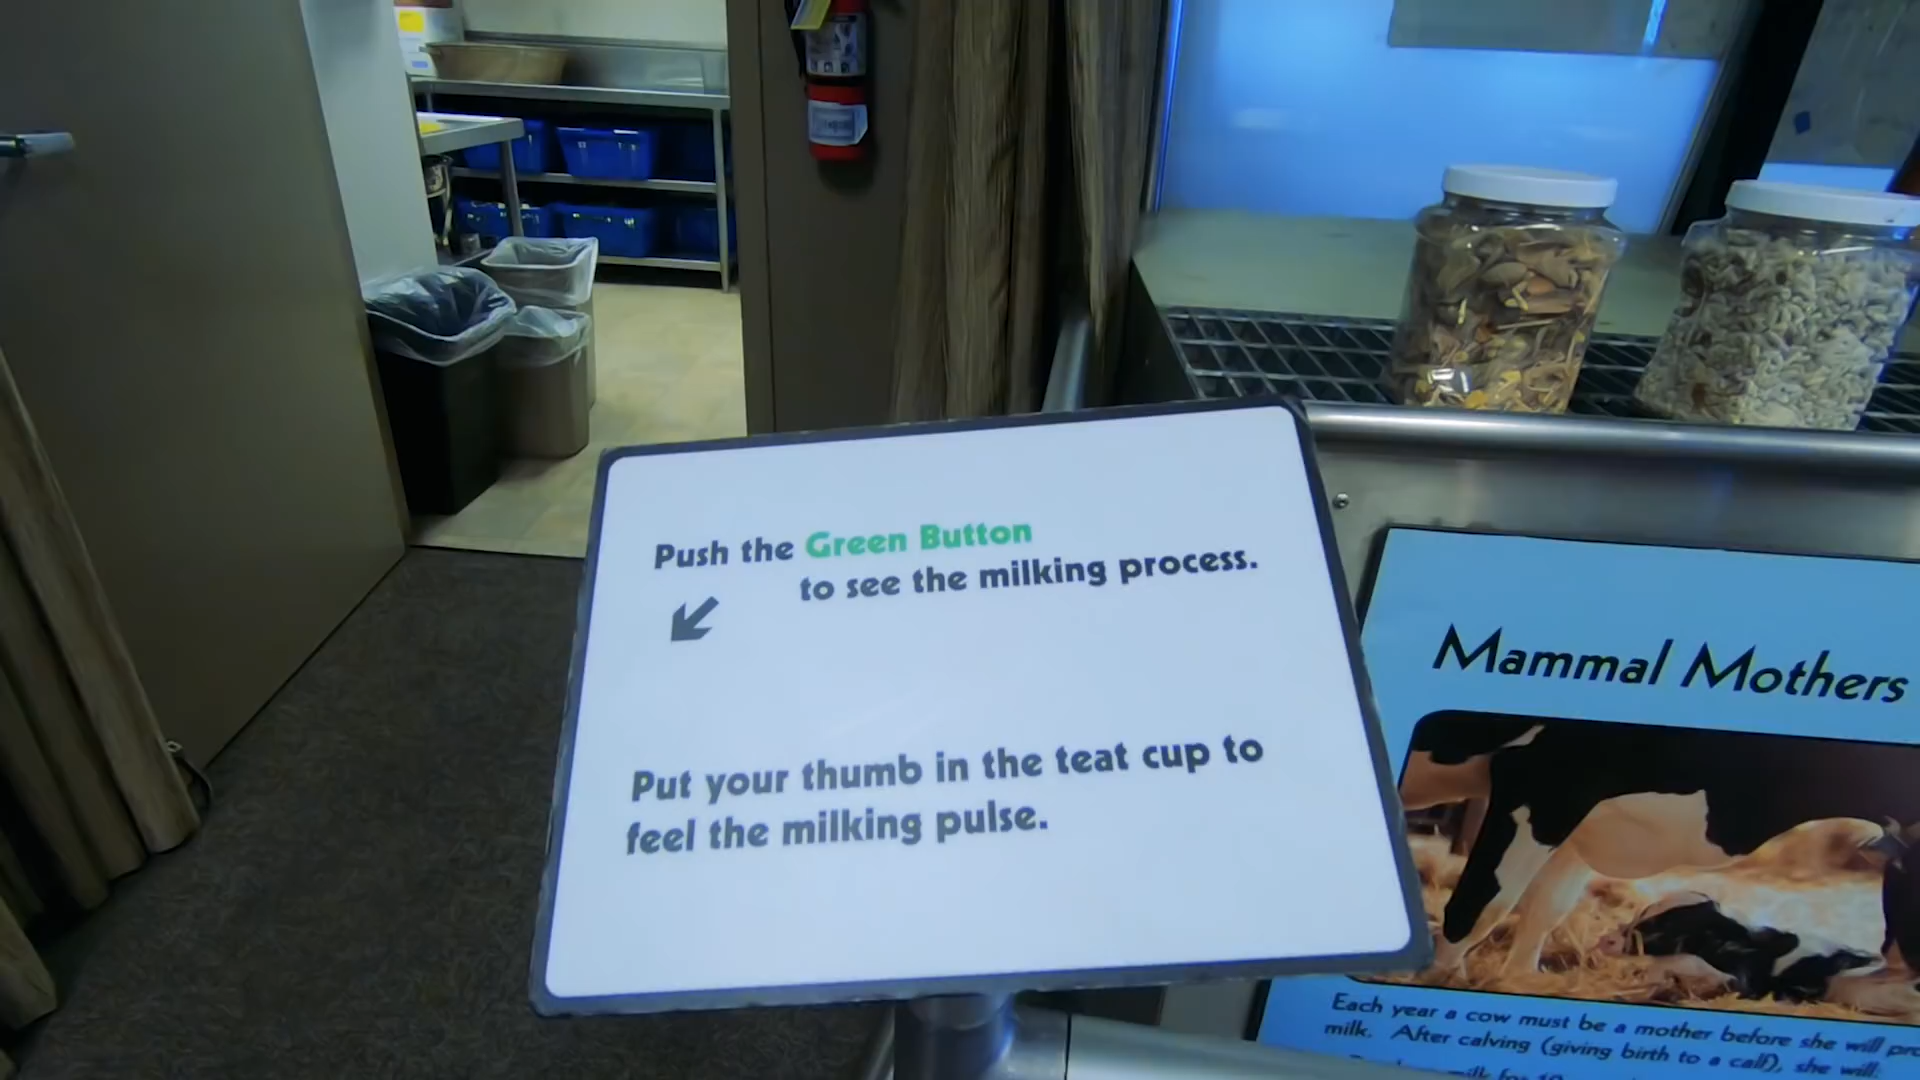 Push the Green Button
to see the milking process.
Put your thumb in the teat cup to
feel the milking pulse.
Mammal Mothers
Each year a cow must be a mother before she will
milk. After calving (giving birth to a calf), she will
milk for